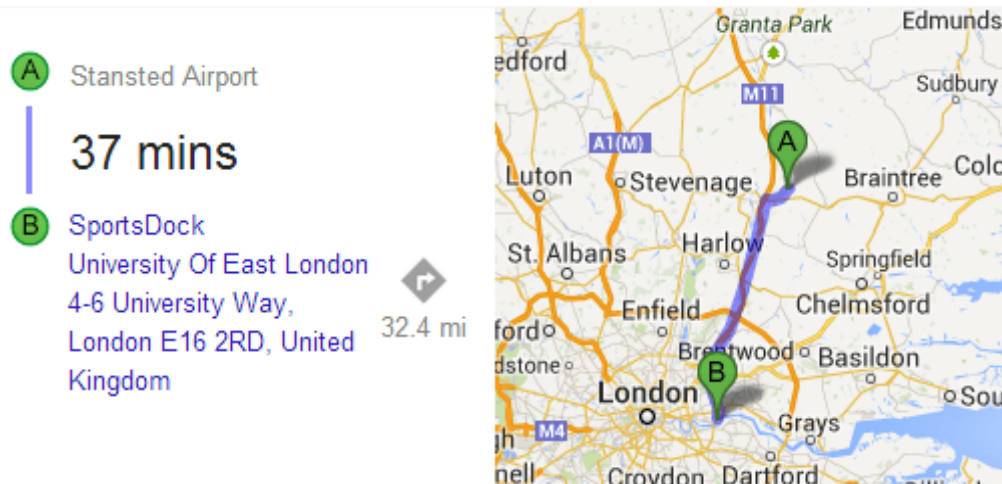 A
Stansted Airport
37 mins
B
SportsDock
University Of East London
4-6 University Way,
London E16 2RD, United
Kingdom
32.4 mi
Granta Park
Edmunds
edford
Sudbury
M11
A1(M)
A
Luton
Stevenage
Braintree
Colc
St. Albans
Harlow
Springfield
Chelmsford
Enfield
ford
Brentwood
Basildon
dstone
B
London
Sou
M4
Grays
gh
nell
Croydon
Dartford